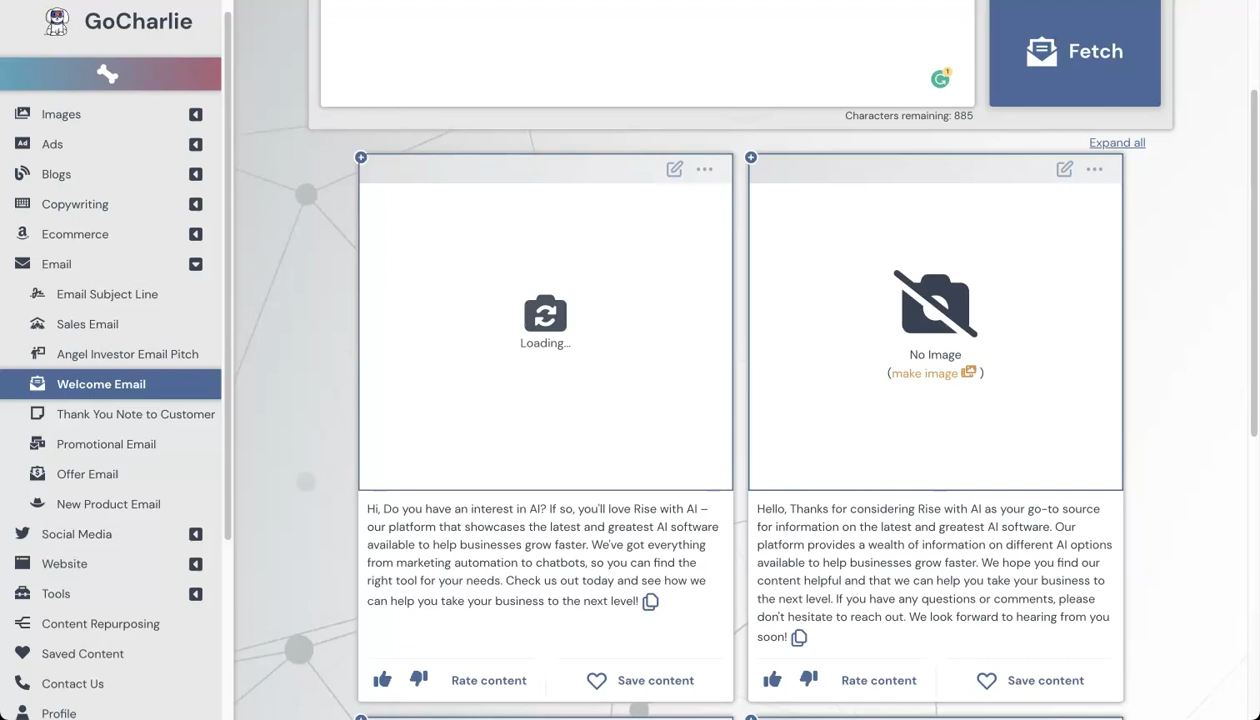 GoCharlie
Images
Ads
Blogs
Copywriting
Ecommerce
Email
Email Subject Line
Sales Email
Angel Investor Email Pitch
Welcome Email
Thank You Note to Customer
Promotional Email
Offer Email
New Product Email
Social Media
Website
Tools
Content Repurposing
Saved Content
Contact Us
Profile
1
Fetch
Characters remaining: 885
Expand all
Loading...
Hi, Do you have an interest in AI? If so, you'll love Rise with AI –
our platform that showcases the latest and greatest AI software
available to help businesses grow faster. We've got everything
from marketing automation to chatbots, so you can find the
right tool for your needs. Check us out today and see how we
can help you take your business to the next level!
Rate content
Save content
No Image
(make image )
Hello, Thanks for considering Rise with AI as your go-to source
for information on the latest and greatest AI software. Our
platform provides a wealth of information on different AI options
available to help businesses grow faster. We hope you find our
content helpful and that we can help you take your business to
the next level. If you have any questions or comments, please
don't hesitate to reach out. We look forward to hearing from you
soon!
Rate content
Save content